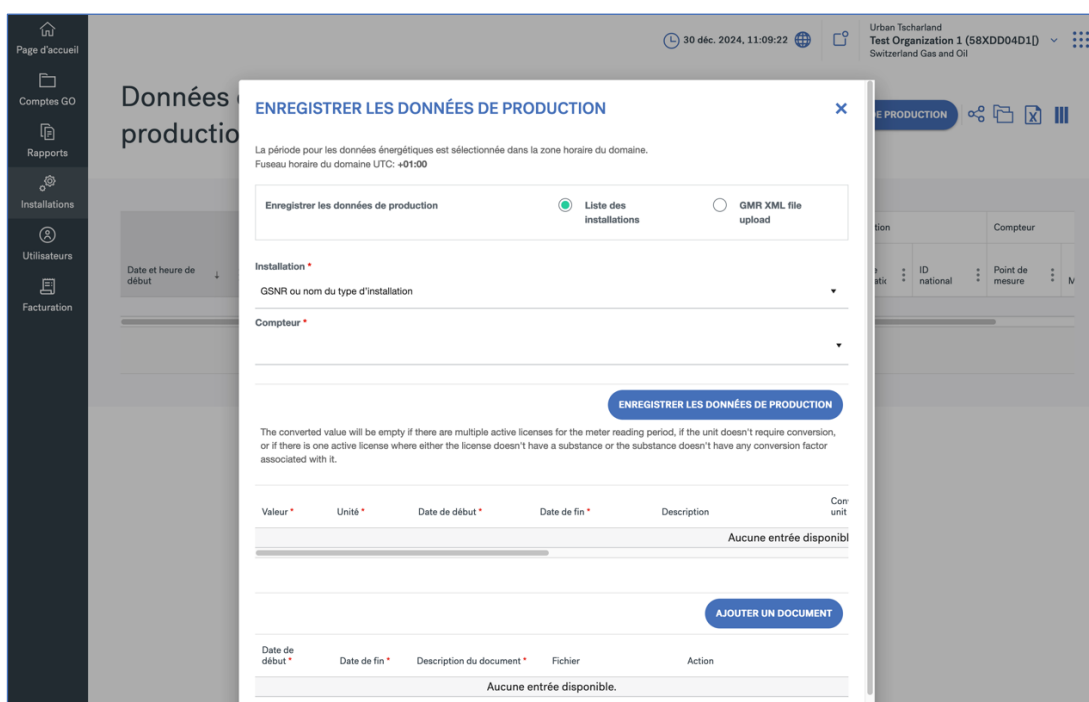 Page d'accueil
Comptes GO
Rapports
Installations
Utilisateurs
Facturation
30 déc. 2024, 11:09:22
Urban Tscharland
Test Organization 1 (58XDD04D1[)
Switzerland Gas and Oil
Données
productio
E PRODUCTION
Date et heure de
début
tion
Compteur
ID
national
Point de
mesure
M
ENREGISTRER LES DONNÉES DE PRODUCTION
La période pour les données énergétiques est sélectionnée dans la zone horaire du domaine.
Fuseau horaire du domaine UTC: +01:00
Enregistrer les données de production
Liste des
installations
GMR XML file
upload
Installation *
GSNR ou nom du type d'installation
Compteur *
ENREGISTRER LES DONNÉES DE PRODUCTION
The converted value will be empty if there are multiple active licenses for the meter reading period, if the unit doesn't require conversion,
or if there is one active license where either the license doesn't have a substance or the substance doesn't have any conversion factor
associated with it.
Valeur * Unité * Date de début * Date de fin * Description
Con
unit
Aucune entrée disponibl
AJOUTER UN DOCUMENT
Date de
début * Date de fin * Description du document * Fichier Action
Aucune entrée disponible.